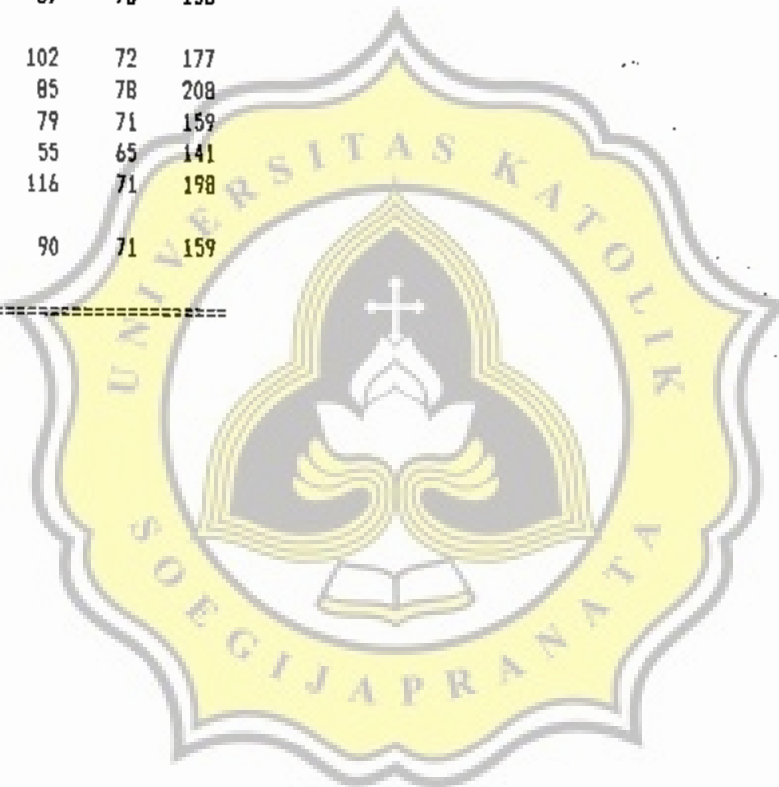 102 72 177
85 78 208
79 71 159
55 65 141
116 71 198
90 71 159
=====================
UNIVERSITAS KATOLIK
SOEGIJAPRANATA